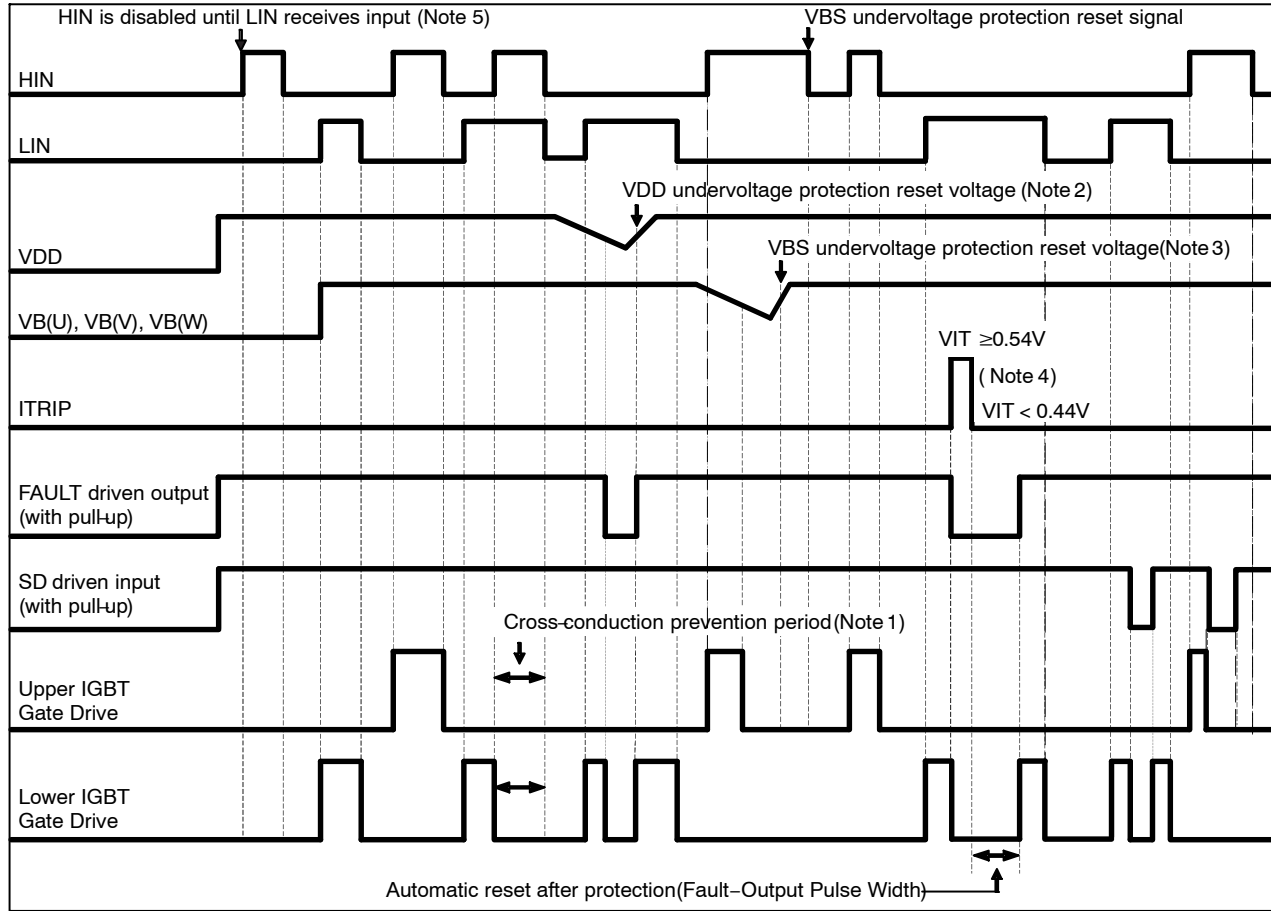 HIN is disabled until LIN receives input (Note 5)
VBS undervoltage protection reset signal
HIN
LIN
VDD undervoltage protection reset voltage (Note 2)
VDD
VBS undervoltage protection reset voltage(Note 3)
VB(U), VB(V), VB(W)
VIT ≥0.54V
( Note 4)
ITRIP
VIT < 0.44V
FAULT driven output
(with pull-up)
SD driven input
(with pull-up)
Cross-conduction prevention period(Note 1)
Upper IGBT
Gate Drive
Lower IGBT
Gate Drive
Automatic reset after protection(Fault-Output Pulse Width)